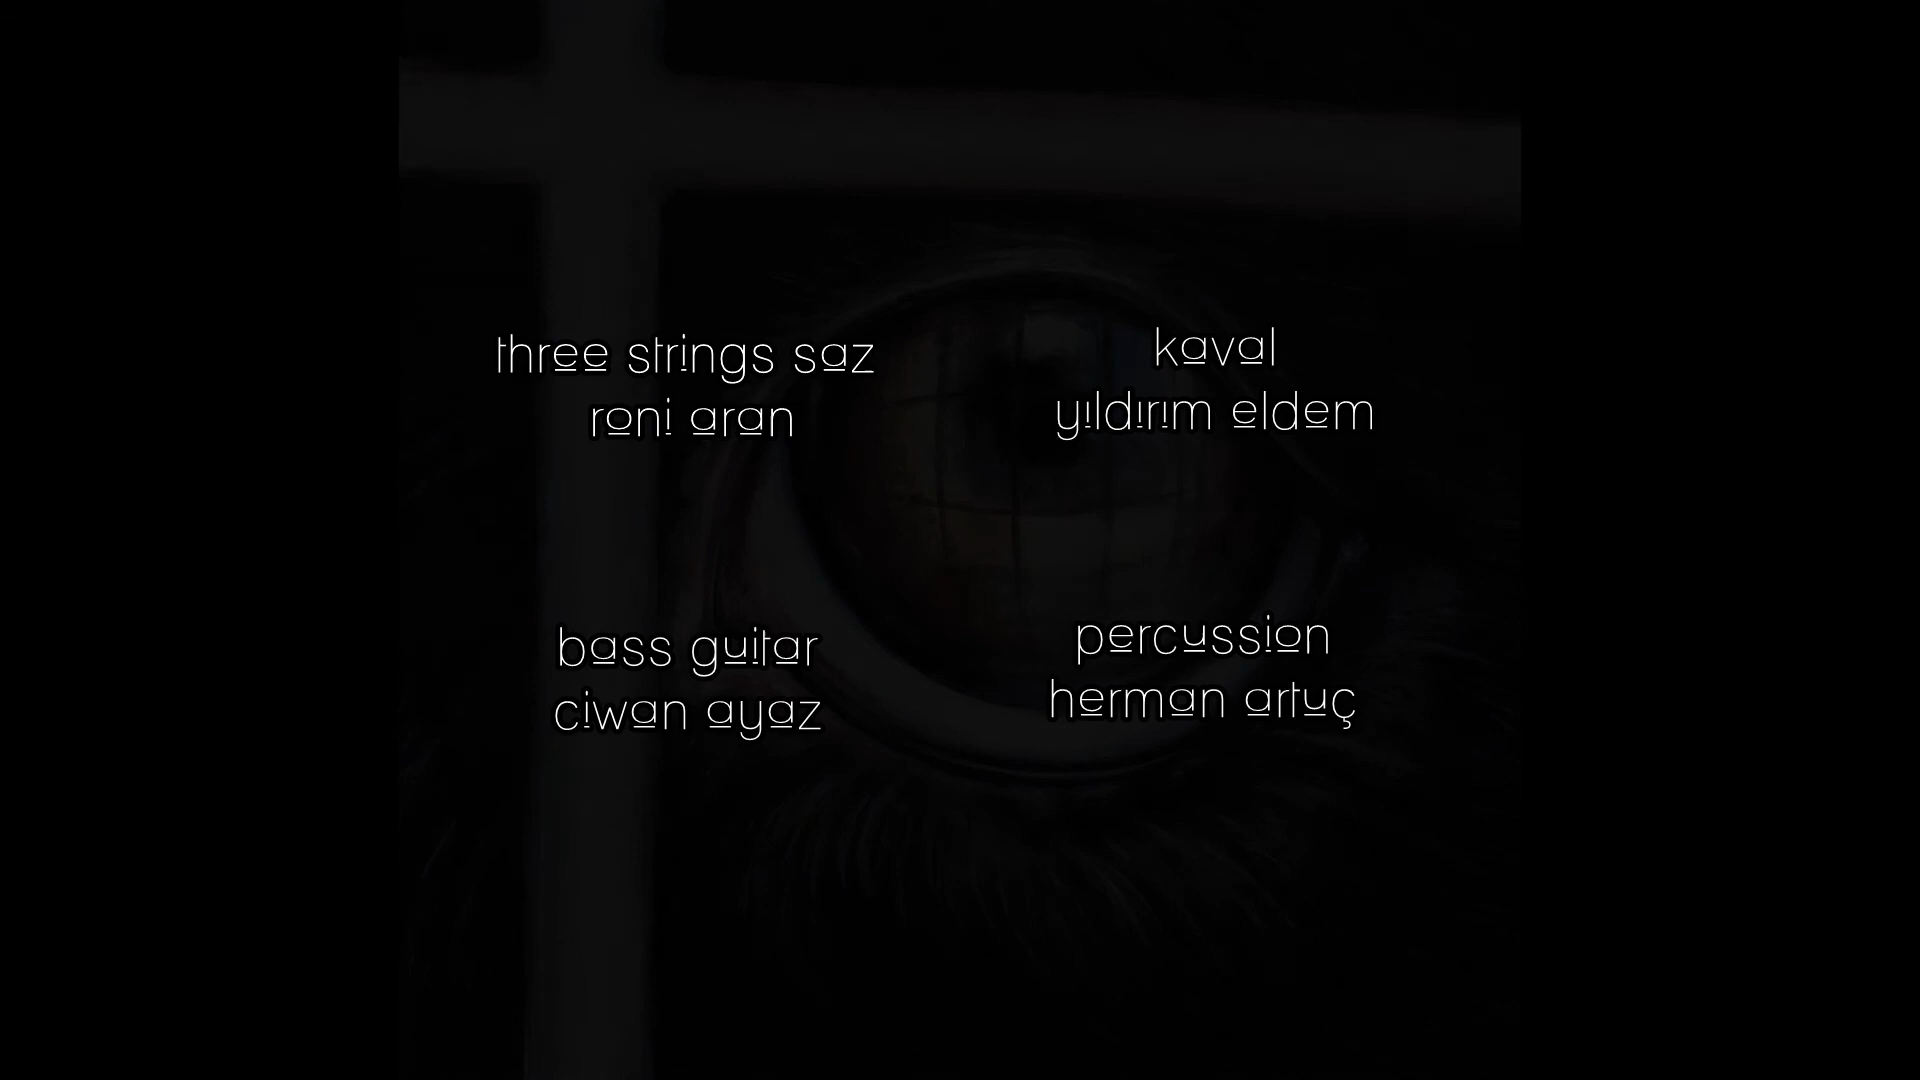 three strings saz
roni aran
kaval
yıldırım eldem
bass guitar
ciwan ayaz
percussion
herman artuç